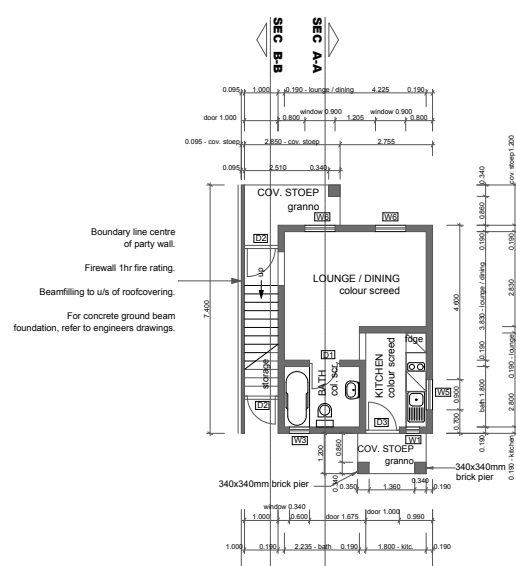 SEC B-B
SEC A-A
0.095
1.000
0.190 - lounge / dining
4.225
0.190
window 0.900
window 0.900
door 1.000
0.800
1.205
0.800
0.095 - cov. stoep
2.850 - cov. stoep
2.755
0.095
2.510
0.340
COV. STOEP
granno
W6
W6
D2
Boundary line centre
of party wall.
Firewall 1hr fire rating.
Beamfilling to u/s of roofcovering.
For concrete ground beam
foundation, refer to engineers drawings.
7.400
up
LOUNGE / DINING
colour screed
storage
D2
D1
BATH
col. scr.
KITCHEN
colour screed
fdge
D3
W3
W1
W5
COV. STOEP
granno
340x340mm
brick pier
340x340mm brick pier
1.200
0.860
0.340
0.340
0.350
1.360
0.190
4.600
0.900
0.700
0.340
0.860
0.190
3.830 - lounge / dining
0.190
bath 1.800
0.190
cov. stoep1.200
0.190
2.830
0.190 - lounge
2.800
0.190 - kitchen
window 0.340
1.000
0.600
door 1.675
door 1.000
0.990
1.000
0.190
2.235 - bath
0.190
1.800 - kitc.
0.190